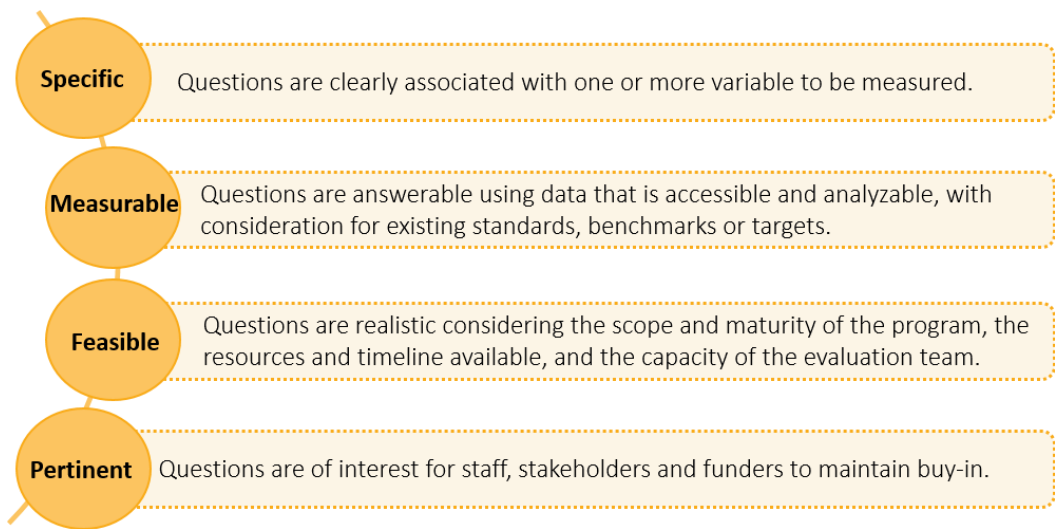 Specific
Questions are clearly associated with one or more variable to be measured.
Measurable
Questions are answerable using data that is accessible and analyzable, with
consideration for existing standards, benchmarks or targets.
Feasible
Questions are realistic considering the scope and maturity of the program, the
resources and timeline available, and the capacity of the evaluation team.
Pertinent
Questions are of interest for staff, stakeholders and funders to maintain buy-in.